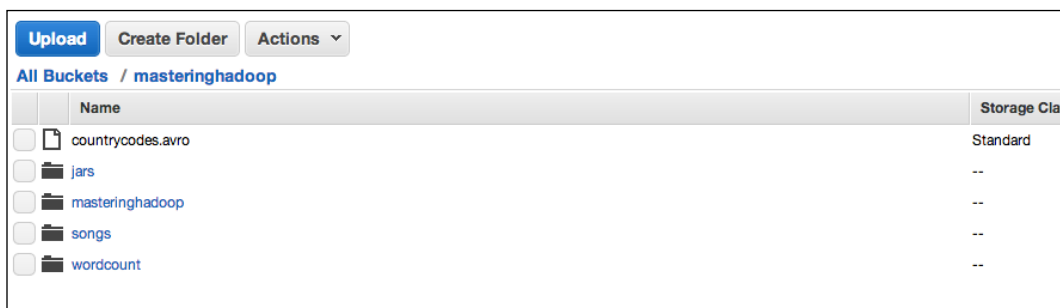 Upload Create Folder Actions
All Buckets / masteringhadoop
Name Storage Cla
countrycodes.avro Standard
jars --
masteringhadoop --
songs --
wordcount --